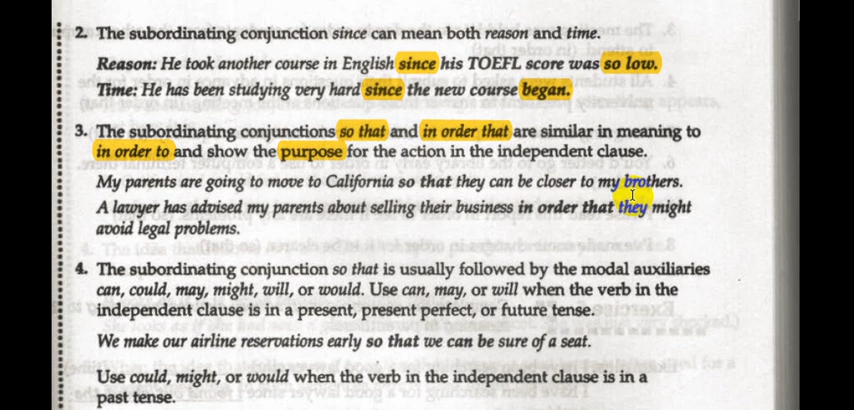 2. The subordinating conjunction since can mean both reason and time.
Reason: He took another course in English since his TOEFL score was so low.
Time: He has been studying very hard since the new course began.
3. The subordinating conjunctions so that and in order that are similar in meaning to
in order to and show the purpose for the action in the independent clause.
My parents are going to move to California so that they can be closer to my brothers.
A lawyer has advised my parents about selling their business in order that they might
avoid legal problems.
4. The subordinating conjunction so that is usually followed by the modal auxiliaries
can, could, may, might, will, or would. Use can, may, or will when the verb in the
independent clause is in a present, present perfect, or future tense.
We make our airline reservations early so that we can be sure of a seat.
Use could, might, or would when the verb in the independent clause is in a
past tense.